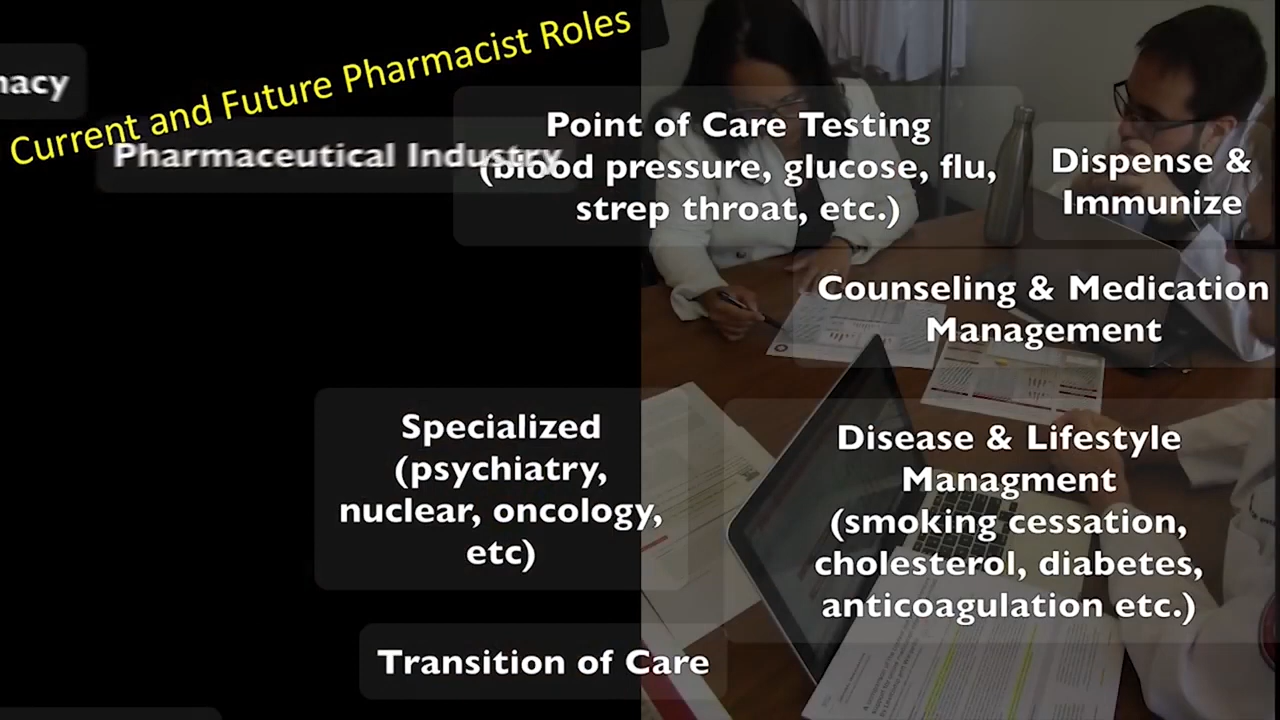 Current and Future Pharmacist Roles
Pharmaceutical Industry
Point of Care Testing
(blood pressure, glucose, flu,
strep throat, etc.)
Dispense &
Immunize
Counseling & Medication
Management
Specialized
(psychiatry,
nuclear, oncology,
etc)
Disease & Lifestyle
Managment
(smoking cessation,
cholesterol, diabetes,
anticoagulation etc.)
Transition of Care